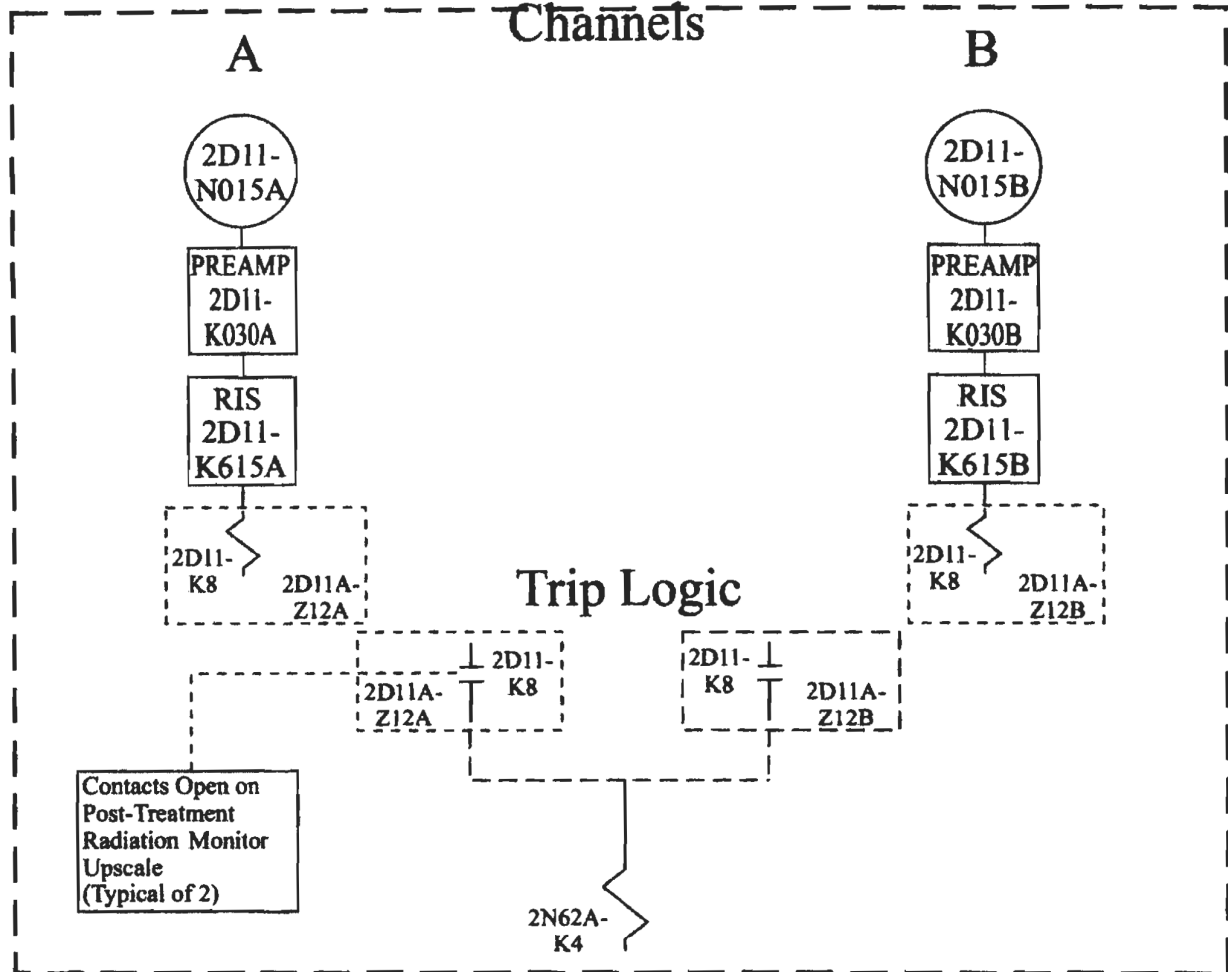 Channels
A
B
2D11-
N015A
2D11-
N015B
PREAMP
2D11-
K030A
PREAMP
2D11-
K030B
RIS
2D11-
K615A
RIS
2D11-
K615B
2D11-
K8
2D11A-
Z12A
2D11-
K8
2D11A-
Z12B
Trip Logic
2D11-
K8
2D11A-
Z12A
2D11-
K8
2D11A-
Z12B
Contacts Open on
Post-Treatment
Radiation Monitor
Upscale
(Typical of 2)
2N62A-
K4